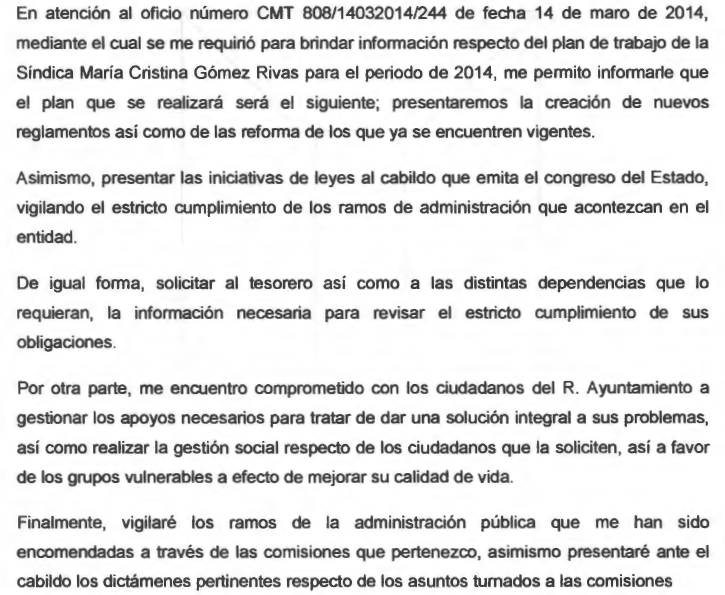 En atención al oficio número CMT 808/14032014/244 de fecha 14 de maro de 2014,
mediante el cual se me requirió para brindar información respecto del plan de trabajo de la
Síndica María Cristina Gómez Rivas para el periodo de 2014, me permito informarle que
el plan que se realizará será el siguiente; presentaremos la creación de nuevos
reglamentos así como de las reforma de los que ya se encuentren vigentes.
Asimismo, presentar las iniciativas de leyes al cabildo que emita el congreso del Estado,
vigilando el estricto cumplimiento de los ramos de administración que acontezcan en el
entidad.
De igual forma, solicitar al tesorero así como a las distintas dependencias que lo
requieran, la información necesaria para revisar el estricto cumplimiento de sus
obligaciones.
Por otra parte, me encuentro comprometido con los ciudadanos del R. Ayuntamiento a
gestionar los apoyos necesarios para tratar de dar una solución integral a sus problemas,
así como realizar la gestión social respecto de los ciudadanos que la soliciten, así a favor
de los grupos vulnerables a efecto de mejorar su calidad de vida.
Finalmente, vigilaré los ramos de la administración pública que me han sido
encomendadas a través de las comisiones que pertenezco, asimismo presentaré ante el
cabildo los dictámenes pertinentes respecto de los asuntos turnados a las comisiones